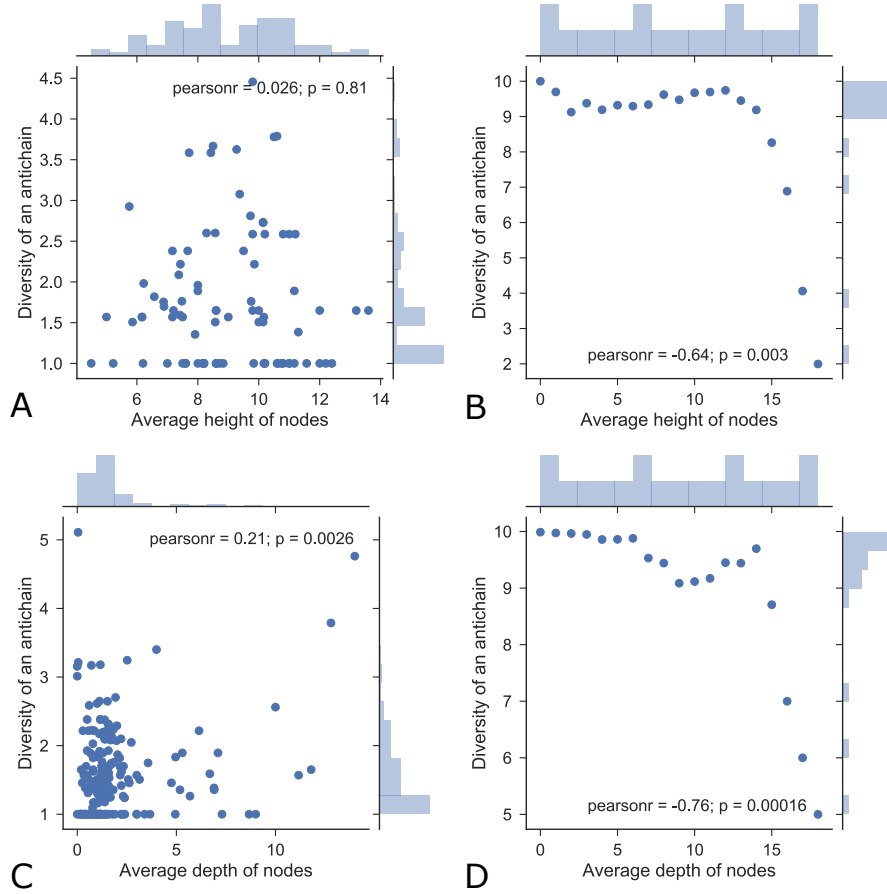 pearsonr = 0.026; p = 0.81
4.5
4.0
3.5
3.0
2.5
2.0
1.5
1.0
Diversity of an antichain
6 8 10 12 14
Average height of nodes
A
10
9
8
7
6
5
4
3
2
Diversity of an antichain
pearsonr = -0.64; p = 0.003
0 5 10 15
Average height of nodes
B
pearsonr = 0.21; p = 0.0026
5
4
3
2
1
Diversity of an antichain
0 5 10
Average depth of nodes
C
10
9
8
7
6
5
Diversity of an antichain
pearsonr = -0.76; p = 0.00016
0 5 10 15
Average depth of nodes
D